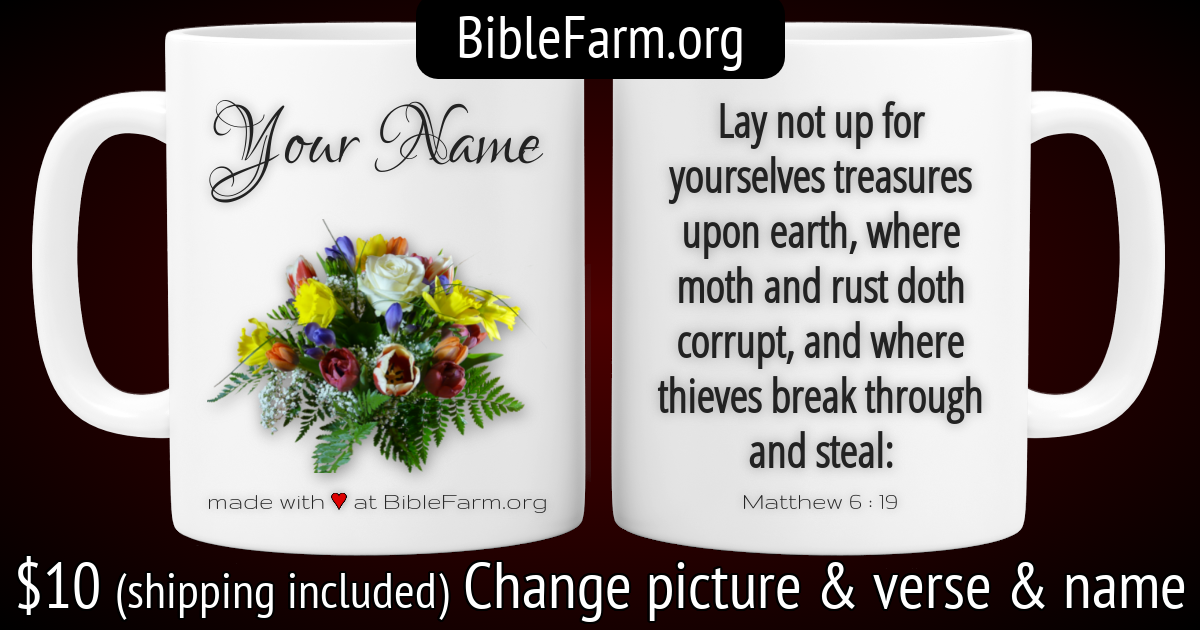 BibleFarm.org
Your Name
made with ♥ at BibleFarm.org
Lay not up for
yourselves treasures
upon earth, where
moth and rust doth
corrupt, and where
thieves break through
and steal:
Matthew 6 : 19
$10 (shipping included) Change picture & verse & name